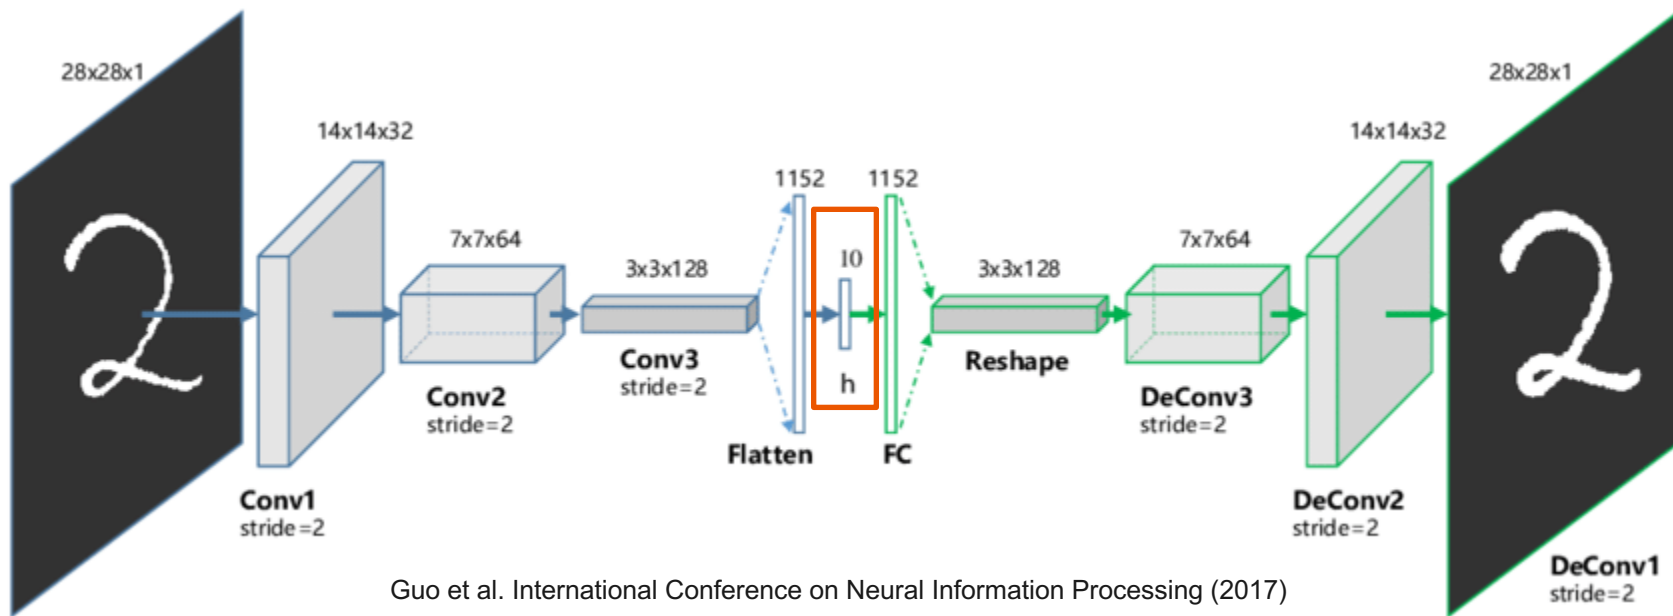 28x28x1
14x14x32
7x7x64
3x3x128
1152
1152
10
h
3x3x128
7x7x64
14x14x32
28x28x1
Conv1
stride=2
Conv2
stride=2
Conv3
stride=2
Flatten
FC
Reshape
DeConv3
stride=2
DeConv2
stride=2
DeConv1
stride=2
2
2
Guo et al. International Conference on Neural Information Processing (2017)